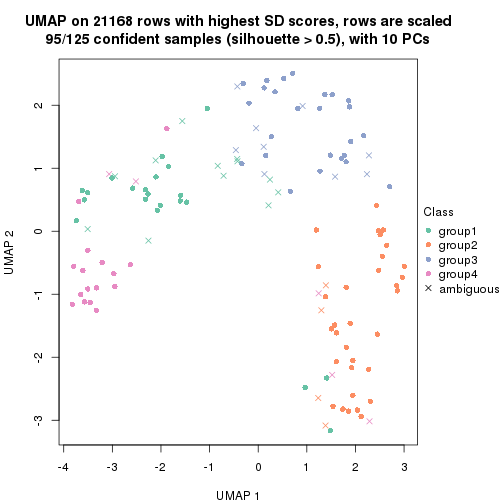 UMAP on 21168 rows with highest SD scores, rows are scaled
95/125 confident samples (silhouette > 0.5), with 10 PCs
UMAP 2
2
1
0
-1
-2
-3
-4
-3
-2
-1
0
1
2
3
UMAP 1
Class
group1
group2
group3
group4
ambiguous